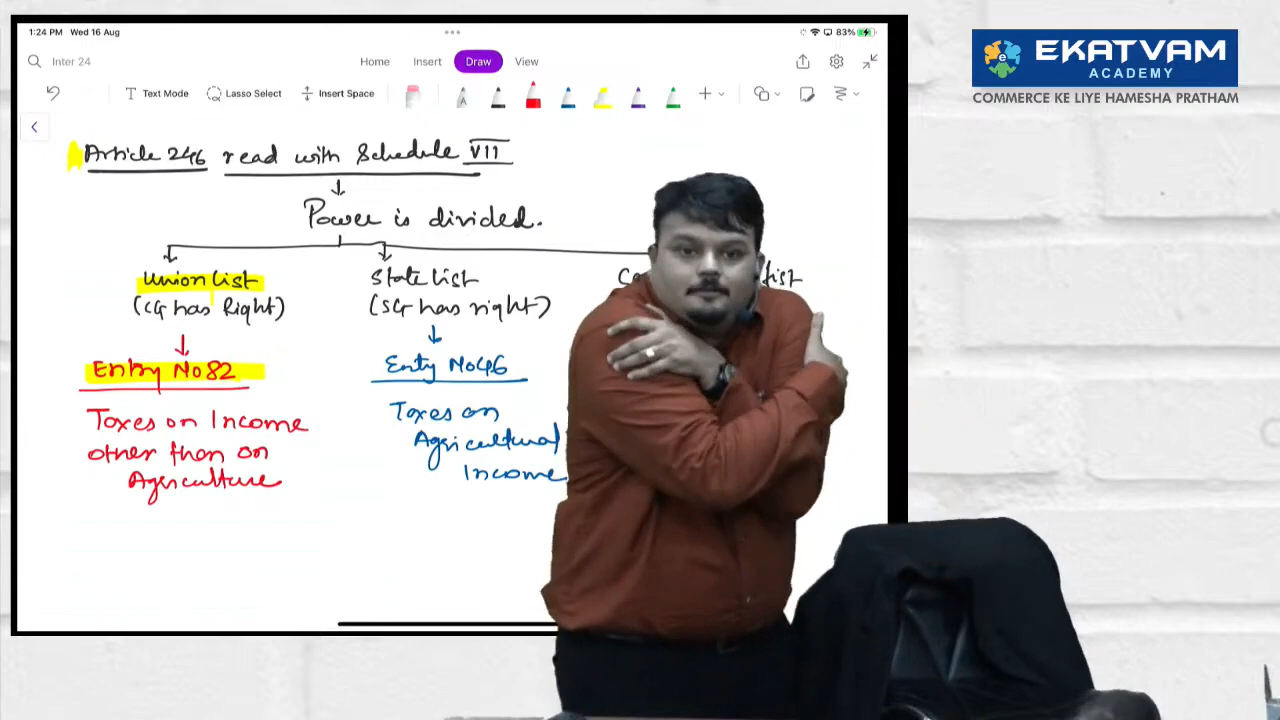 1:24 PM Wed 16 Aug
83%
Inter 24
Home Insert Draw View
Text Mode Lasso Select Insert Space
EKATVAM
ACADEMY
COMMERCE KE LIYE HAMESHA PRATHAM
Article 246 read with Schedule VII
Power is divided.
Union list State list list
(CG has Right) (SG has right)
Entry No 82 Enty No 46
Taxes on Income Taxes on
other than on Agricultural
Agriculture Income